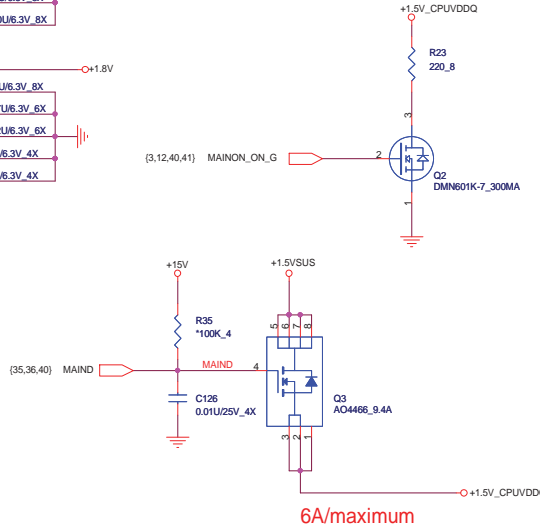 +1.5V_CPUVDDQ
0U/6.3V_8X
R23
220_8
+1.8V
U/6.3V_8X
U/6.3V_6X
U/6.3V_6X
/6.3V_4X
/6.3V_4X
3
{3,12,40,41} MAINON_ON_G
2
Q2
DMN601K-7_300MA
1
+15V
+1.5VSUS
R35
*100K_4
5 6 7 8
{35,36,40} MAIND
MAIND
4
C126
0.01U/25V_4X
Q3
AO4466_9.4A
3 2 1
+1.5V_CPUVDD
6A/maximum